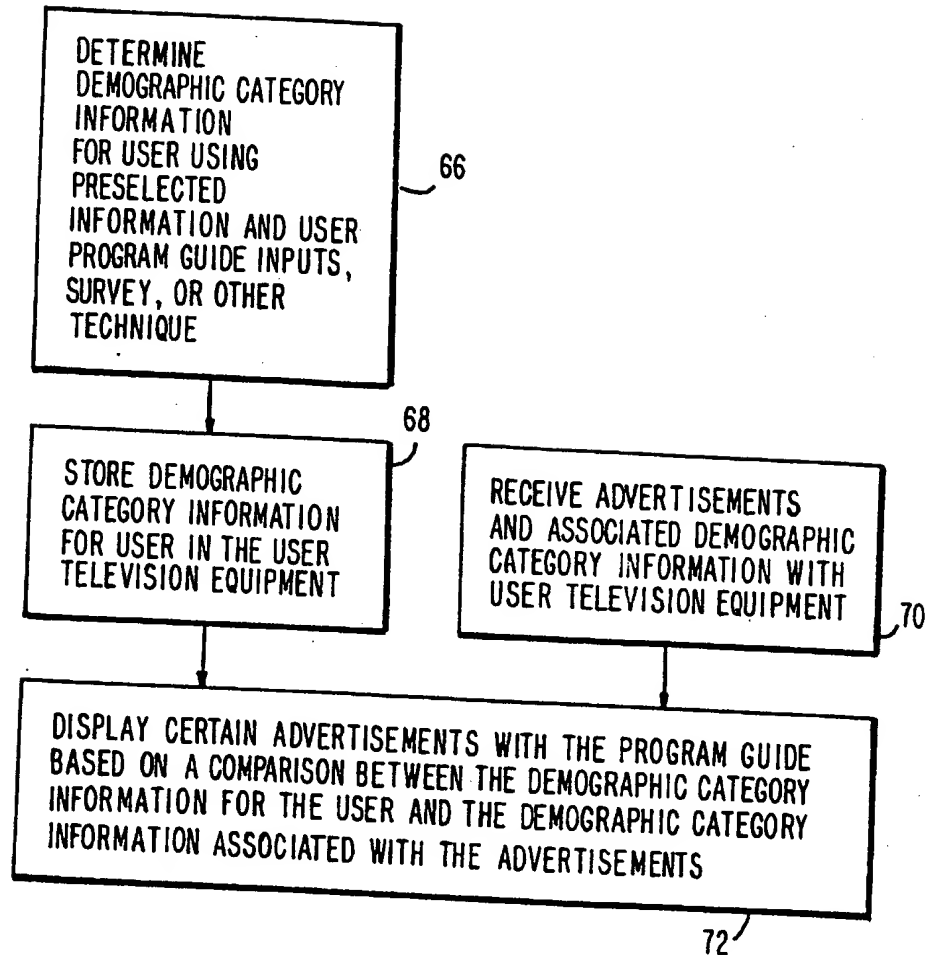 DETERMINE
DEMOGRAPHIC CATEGORY
INFORMATION
FOR USER USING
PRESELECTED
INFORMATION AND USER
PROGRAM GUIDE INPUTS,
SURVEY, OR OTHER
TECHNIQUE
66
68
STORE DEMOGRAPHIC
CATEGORY INFORMATION
FOR USER IN THE USER
TELEVISION EQUIPMENT
RECEIVE ADVERTISEMENTS
AND ASSOCIATED DEMOGRAPHIC
CATEGORY INFORMATION WITH
USER TELEVISION EQUIPMENT
70
DISPLAY CERTAIN ADVERTISEMENTS WITH THE PROGRAM GUIDE
BASED ON A COMPARISON BETWEEN THE DEMOGRAPHIC CATEGORY
INFORMATION FOR THE USER AND THE DEMOGRAPHIC CATEGORY
INFORMATION ASSOCIATED WITH THE ADVERTISEMENTS
72